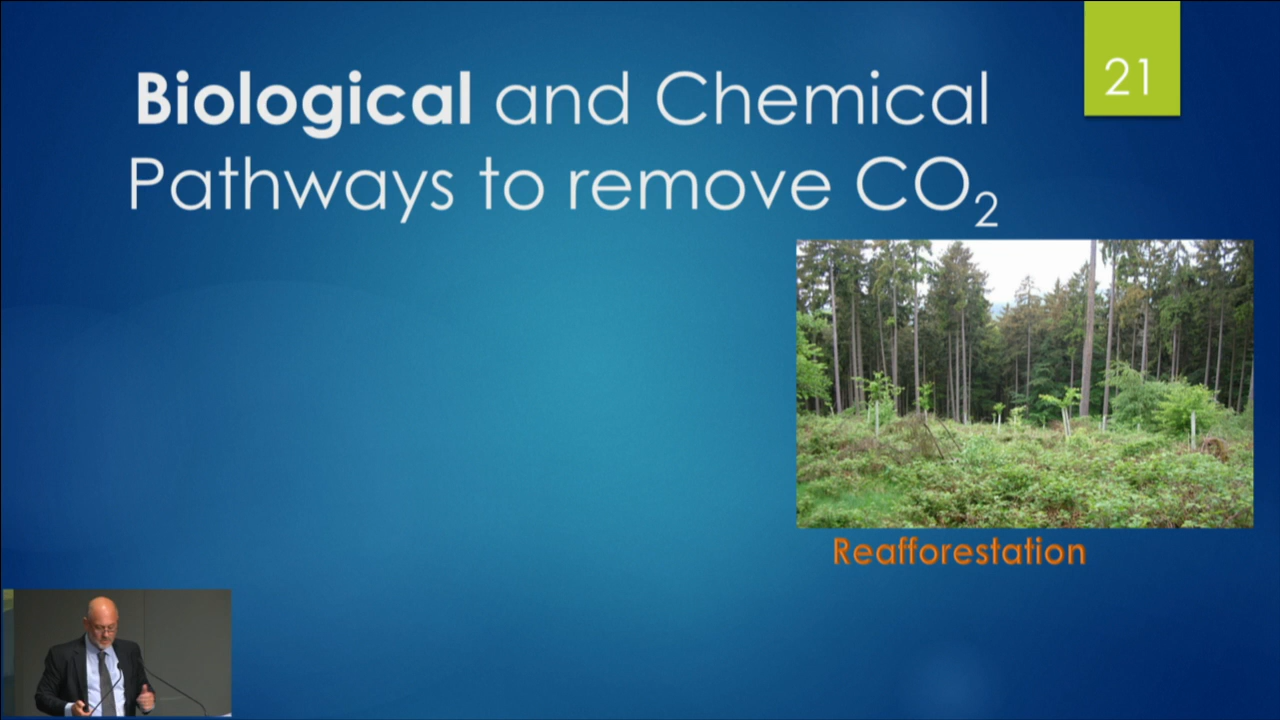 21
Biological and Chemical
Pathways to remove CO₂
Reafforestation